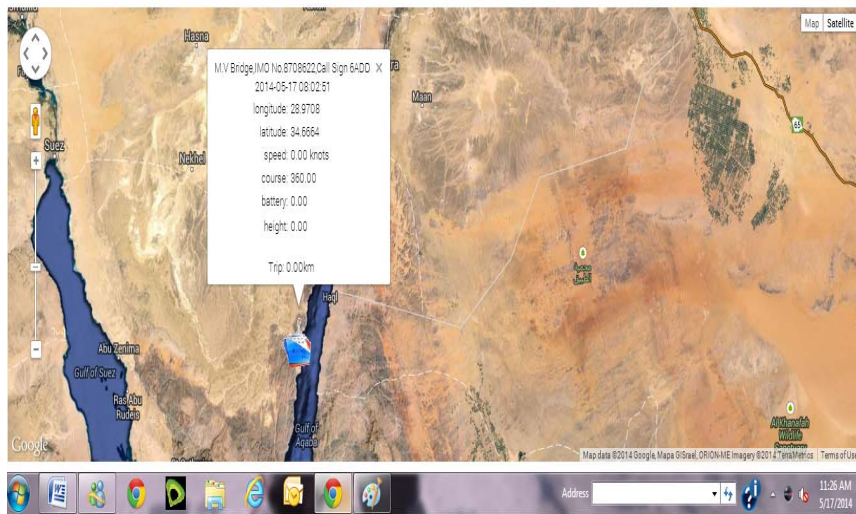 Hasna
Map Satellite
M.V Bridge,IMO No.8708622,Call Sign 6ADD ×
2014-05-17 08:02:51
longitude: 28.9708
latitude: 34.6664
speed: 0.00 knots
course: 360.00
battery: 0.00
height: 0.00
Trip: 0.00km
Maan
65
Suez
Nekhel
Haql
Abu Zenima
Gulf of Suez
Ras Abu
Rudeis
Gulf of
Aqaba
Al Khanafah
Wildlife
Google
Map data ©2014 Google, Mapa GISrael, ORION-ME Imagery ©2014 TerraMetrics Terms of Use
Address
11:26 AM
5/17/2014